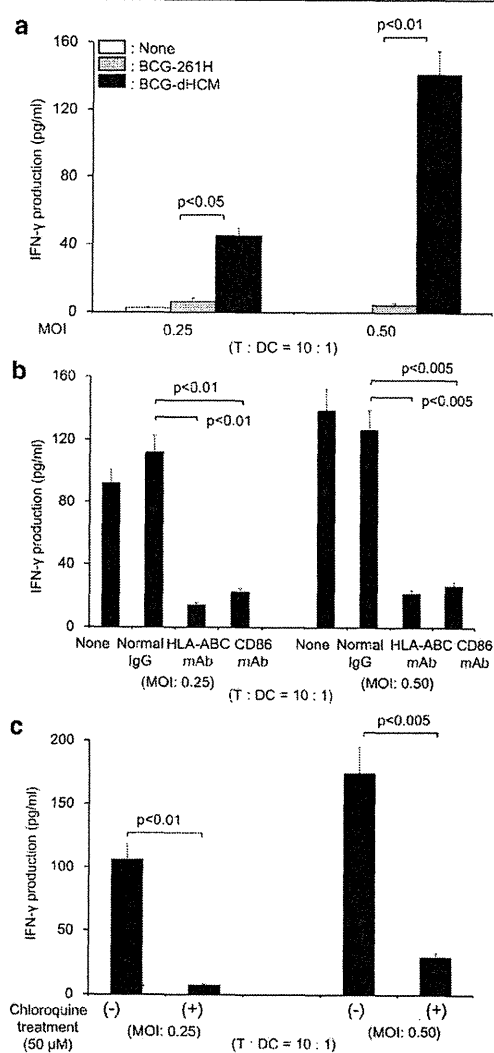 a
160
120
80
40
0
IFN-γ production (pg/ml)
: None
: BCG-261H
: BCG-dHCM
p<0.05
p<0.01
MOI 0.25 0.50
(T : DC = 10 : 1)
b
160
120
80
40
0
IFN-γ production (pg/ml)
p<0.01
p<0.01
p<0.005
p<0.005
None Normal HLA-ABC CD86 None Normal HLA-ABC CD86
IgG mAb mAb IgG mAb mAb
(MOI: 0.25) (MOI: 0.50)
(T : DC = 10 : 1)
c
200
150
100
50
0
IFN-γ production (pg/ml)
p<0.01
p<0.005
Chloroquine (-) (+) (-) (+)
treatment (MOI: 0.25) (MOI: 0.50)
(50 μM) (T : DC = 10 : 1)